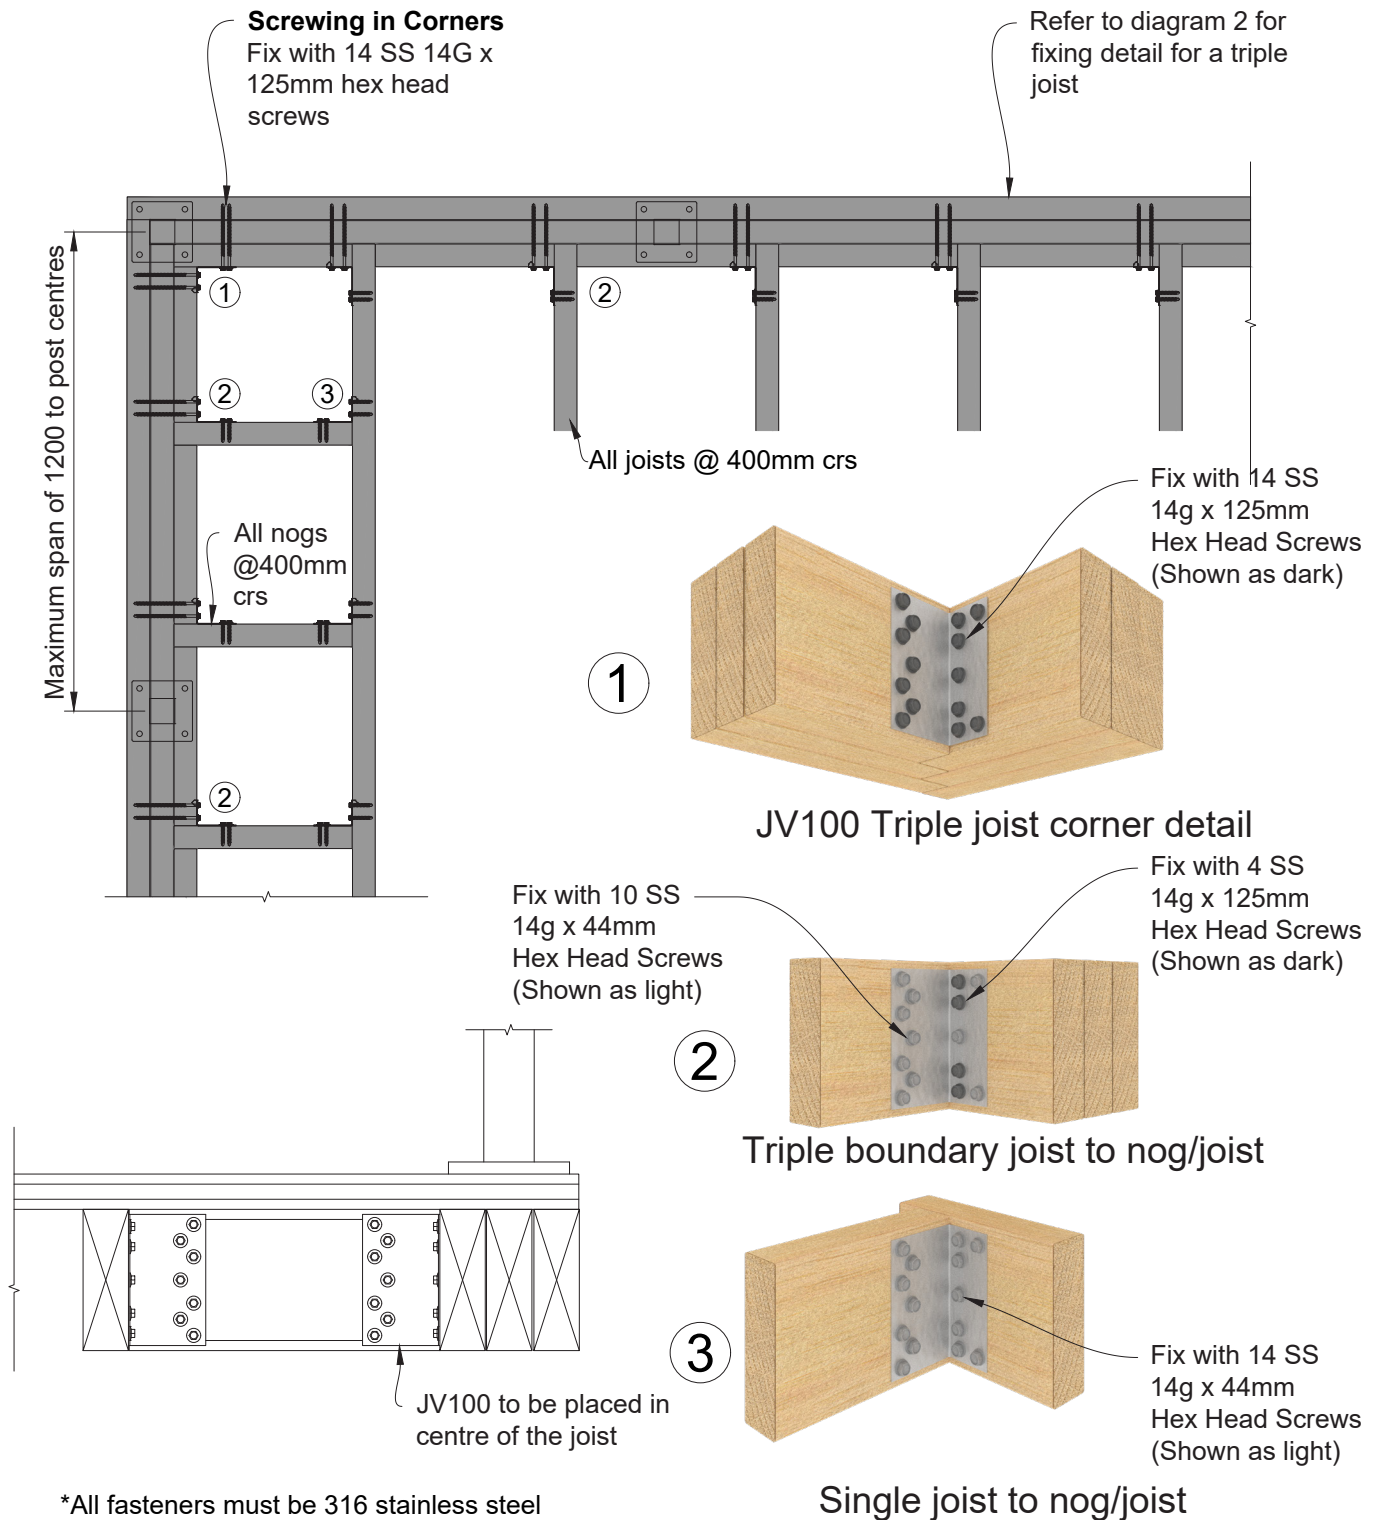 Screwing in Corners
Fix with 14 SS 14G x
125mm hex head
screws
Refer to diagram 2 for
fixing detail for a triple
joist
Maximum span of 1200 to post centres
1
2
2
3
All joists @ 400mm crs
All nogs
@400mm
crs
2
Fix with 14 SS
14g x 125mm
Hex Head Screws
(Shown as dark)
1
JV100 Triple joist corner detail
Fix with 10 SS
14g x 44mm
Hex Head Screws
(Shown as light)
Fix with 4 SS
14g x 125mm
Hex Head Screws
(Shown as dark)
2
Triple boundary joist to nog/joist
3
Fix with 14 SS
14g x 44mm
Hex Head Screws
(Shown as light)
Single joist to nog/joist
JV100 to be placed in
centre of the joist
*All fasteners must be 316 stainless steel